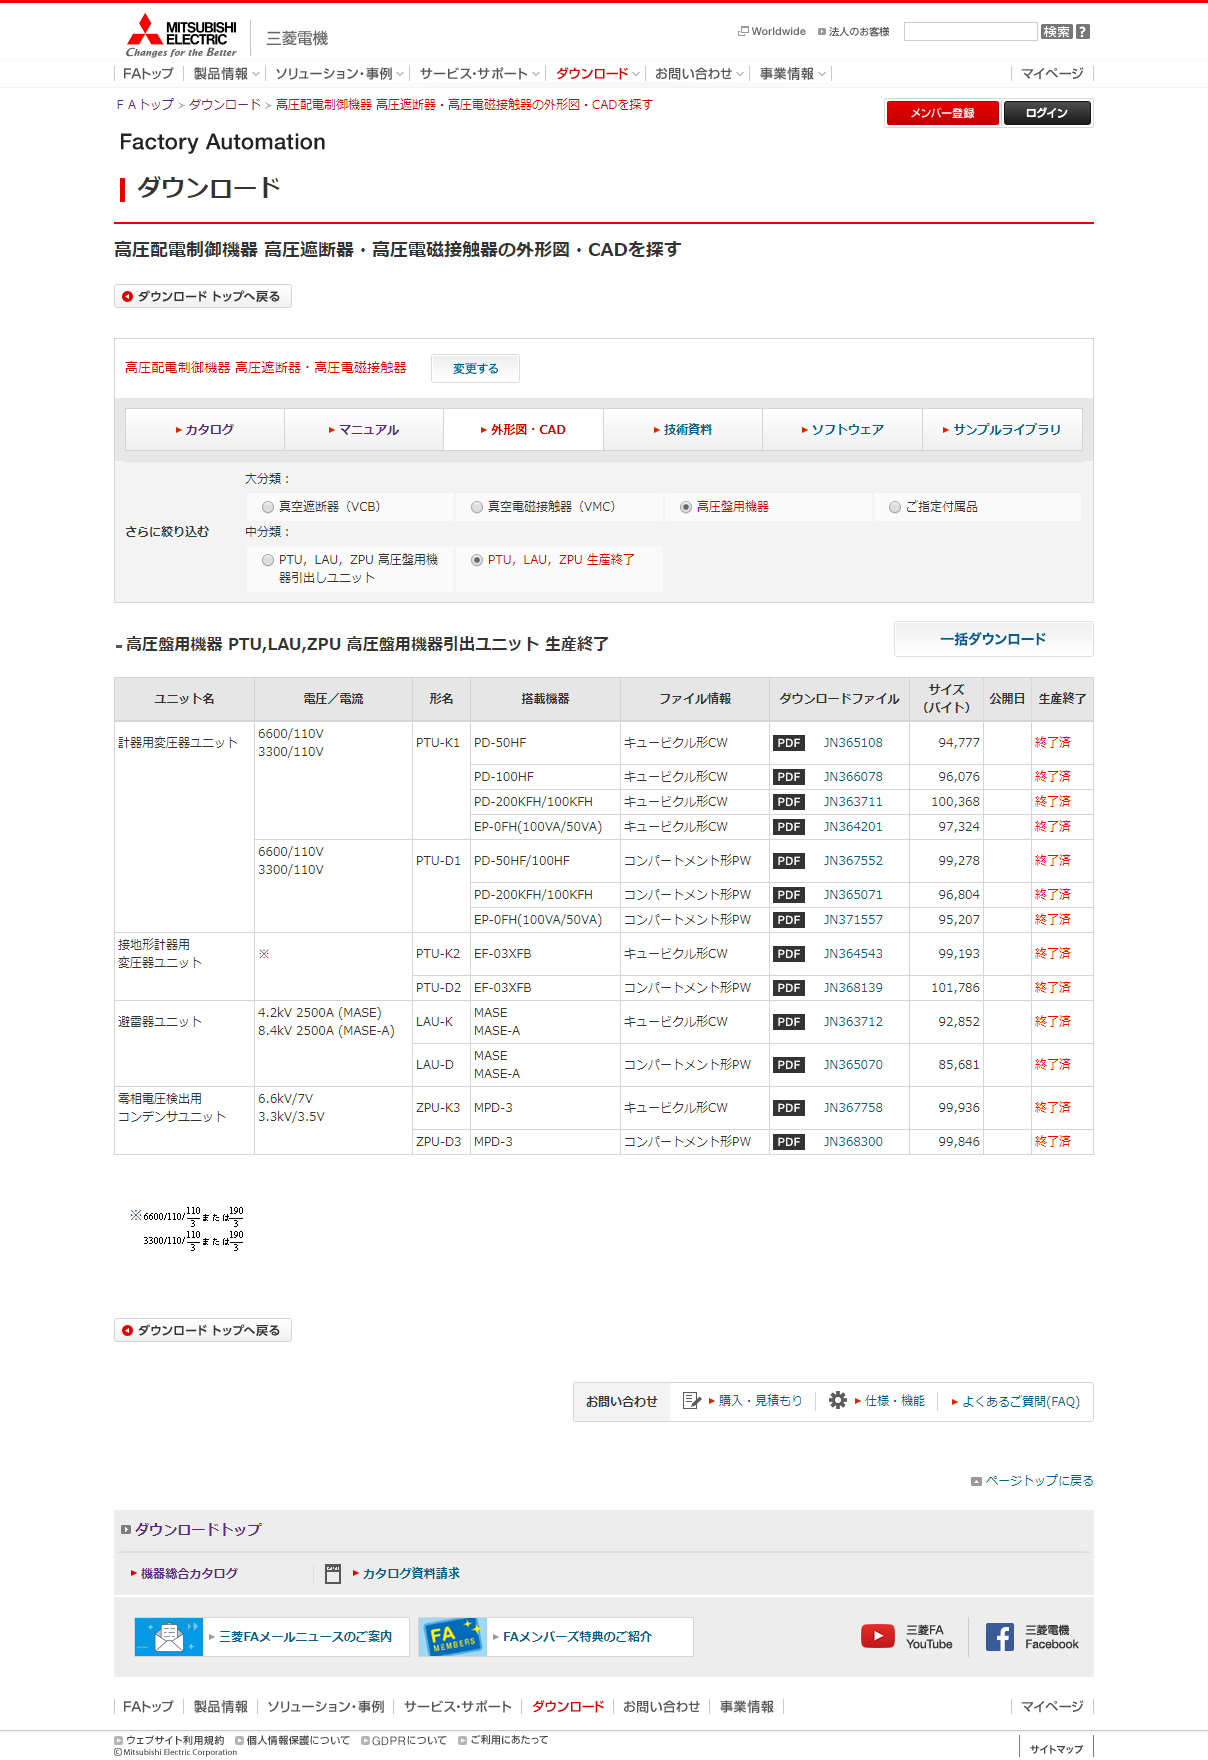 MITSUBISHI ELECTRIC
Changes for the Better
三菱電機
Worldwide 法人のお客様 検索 ?
FAトップ 製品情報 ソリューション・事例 サービス・サポート ダウンロード お問い合わせ 事業情報 マイページ
ＦＡトップ > ダウンロード > 高圧配電制御機器 高圧遮断器・高圧電磁接触器の外形図・CADを探す
メンバー登録 ログイン
Factory Automation
ダウンロード
高圧配電制御機器 高圧遮断器・高圧電磁接触器の外形図・CADを探す
ダウンロード トップへ戻る
高圧配電制御機器 高圧遮断器・高圧電磁接触器 変更する
カタログ マニュアル 外形図・CAD 技術資料 ソフトウェア サンプルライブラリ
さらに絞り込む
大分類：
真空遮断器（VCB） 真空電磁接触器（VMC） 高圧盤用機器 ご指定付属品
中分類：
PTU，LAU，ZPU 高圧盤用機器引出しユニット PTU，LAU，ZPU 生産終了
高圧盤用機器 PTU,LAU,ZPU 高圧盤用機器引出ユニット 生産終了
一括ダウンロード
ユニット名 電圧／電流 形名 搭載機器 ファイル情報 ダウンロードファイル サイズ（バイト） 公開日 生産終了
計器用変圧器ユニット 6600/110V 3300/110V PTU-K1 PD-50HF キュービクル形CW PDF JN365108 94,777 終了済
PD-100HF キュービクル形CW PDF JN366078 96,076 終了済
PD-200KFH/100KFH キュービクル形CW PDF JN363711 100,368 終了済
EP-0FH(100VA/50VA) キュービクル形CW PDF JN364201 97,324 終了済
6600/110V 3300/110V PTU-D1 PD-50HF/100HF コンパートメント形PW PDF JN367552 99,278 終了済
PD-200KFH/100KFH コンパートメント形PW PDF JN365071 96,804 終了済
EP-0FH(100VA/50VA) コンパートメント形PW PDF JN371557 95,207 終了済
接地形計器用変圧器ユニット ※ PTU-K2 EF-03XFB キュービクル形CW PDF JN364543 99,193 終了済
PTU-D2 EF-03XFB コンパートメント形PW PDF JN368139 101,786 終了済
避雷器ユニット 4.2kV 2500A (MASE) 8.4kV 2500A (MASE-A) LAU-K MASE MASE-A キュービクル形CW PDF JN363712 92,852 終了済
LAU-D MASE MASE-A コンパートメント形PW PDF JN365070 85,681 終了済
零相電圧検出用コンデンサユニット 6.6kV/7V 3.3kV/3.5V ZPU-K3 MPD-3 キュービクル形CW PDF JN367758 99,936 終了済
ZPU-D3 MPD-3 コンパートメント形PW PDF JN368300 99,846 終了済
※6600/110/110/3または190/3
3300/110/110/3または190/3
ダウンロード トップへ戻る
お問い合わせ 購入・見積もり 仕様・機能 よくあるご質問(FAQ)
ページトップに戻る
ダウンロードトップ
機器総合カタログ カタログ資料請求
三菱FAメールニュースのご案内 FA MEMBERS FAメンバーズ特典のご紹介 三菱FA YouTube 三菱電機 Facebook
FAトップ 製品情報 ソリューション・事例 サービス・サポート ダウンロード お問い合わせ 事業情報 マイページ
ウェブサイト利用規約 個人情報保護について GDPRについて ご利用にあたって
©Mitsubishi Electric Corporation
サイトマップ